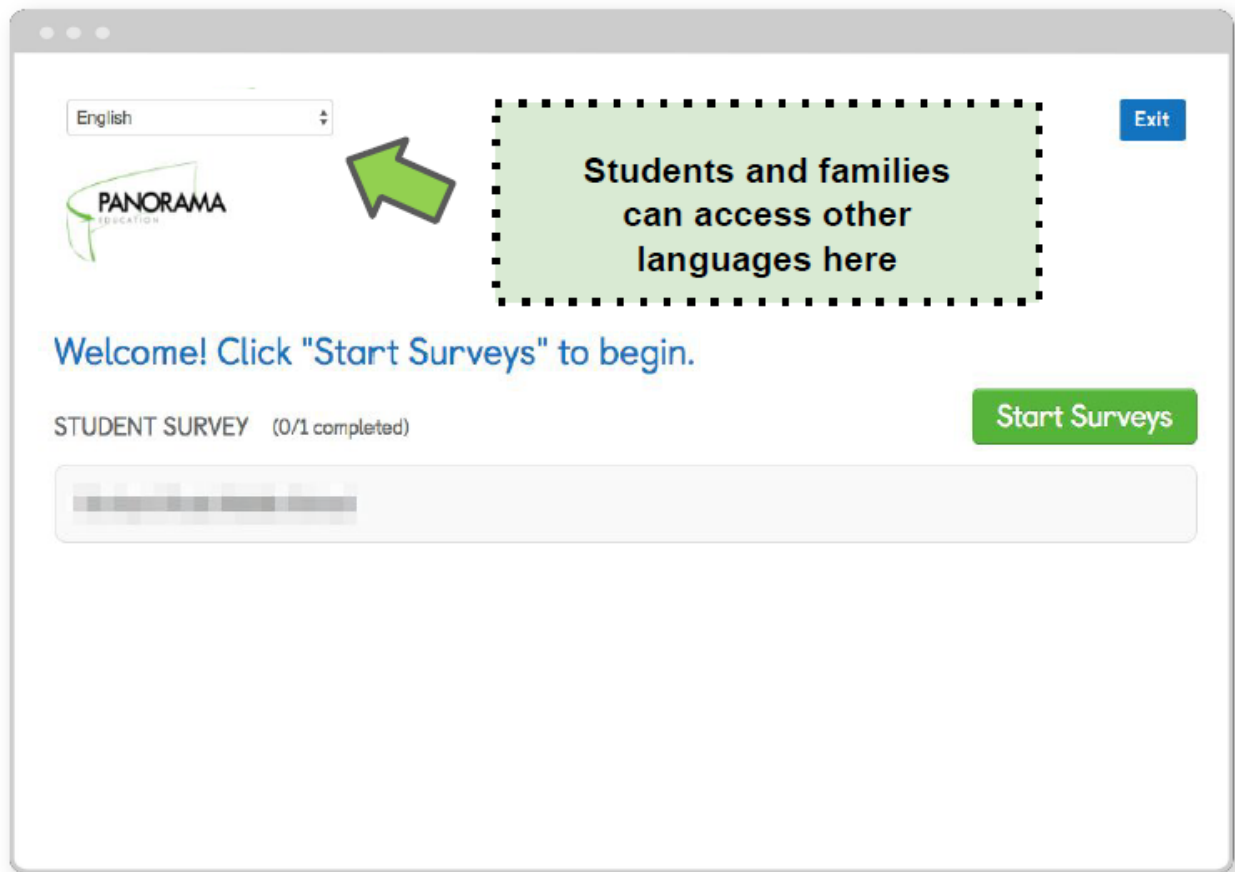 English
Exit
Students and families
can access other
languages here
PANORAMA
EDUCATION
Welcome! Click "Start Surveys" to begin.
STUDENT SURVEY (0/1 completed)
Start Surveys